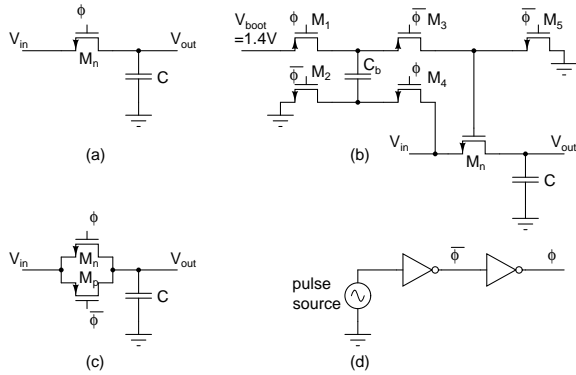 ϕ
V_in
V_out
M_n
C
(a)
V_boot
=1.4V
ϕ M_1
ϕ̅ M_3
ϕ̅ M_5
C_b
ϕ̅ M_2
ϕ M_4
V_in
V_out
M_n
C
(b)
ϕ
V_in
V_out
M_n
M_p
C
ϕ̅
(c)
ϕ̅
ϕ
pulse
source
(d)